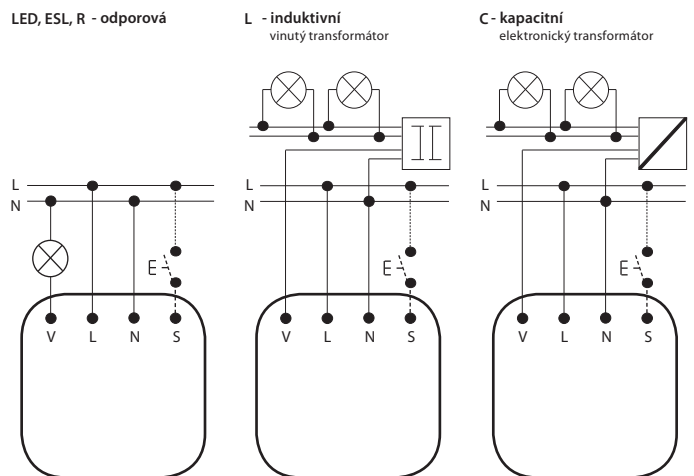 LED, ESL, R - odporová
L - induktivní
vinutý transformátor
C - kapacitní
elektronický transformátor
L
N
V L N S
L
N
V L N S
L
N
V L N S